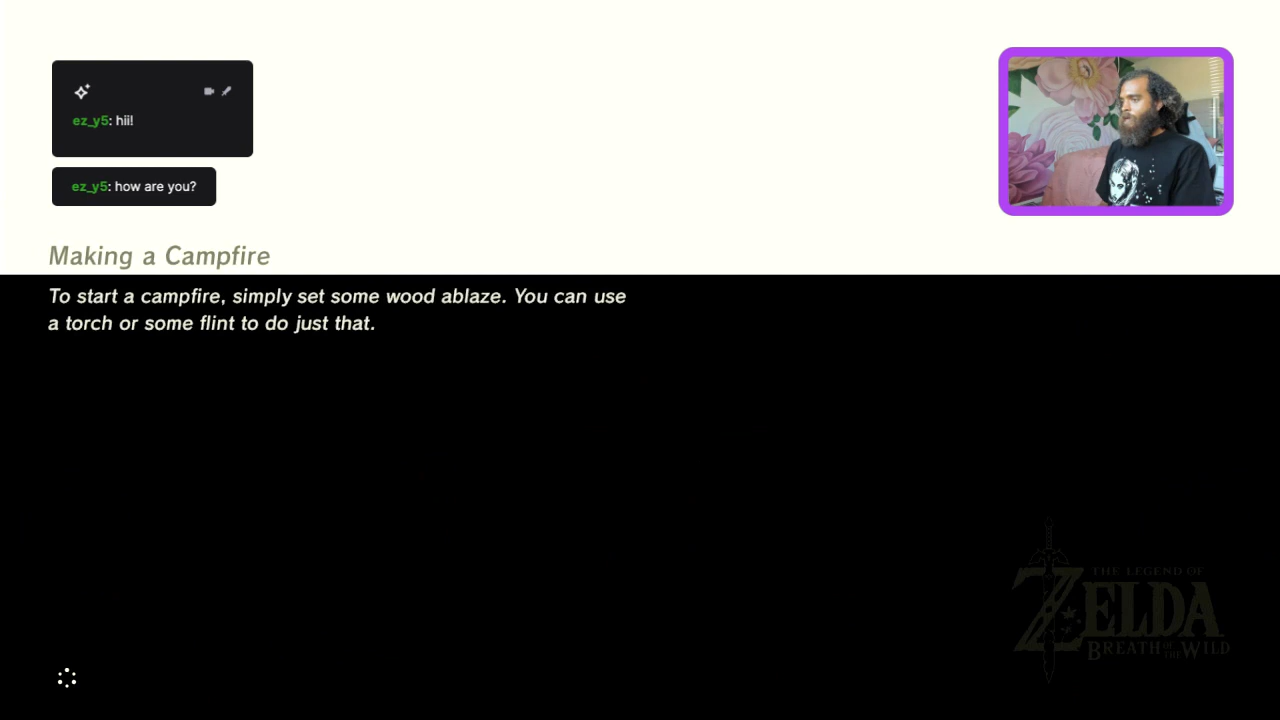 ez_y5: hii!
ez_y5: how are you?
Making a Campfire
To start a campfire, simply set some wood ablaze. You can use
a torch or some flint to do just that.
THE LEGEND OF
ZELDA
BREATH OF THE WILD